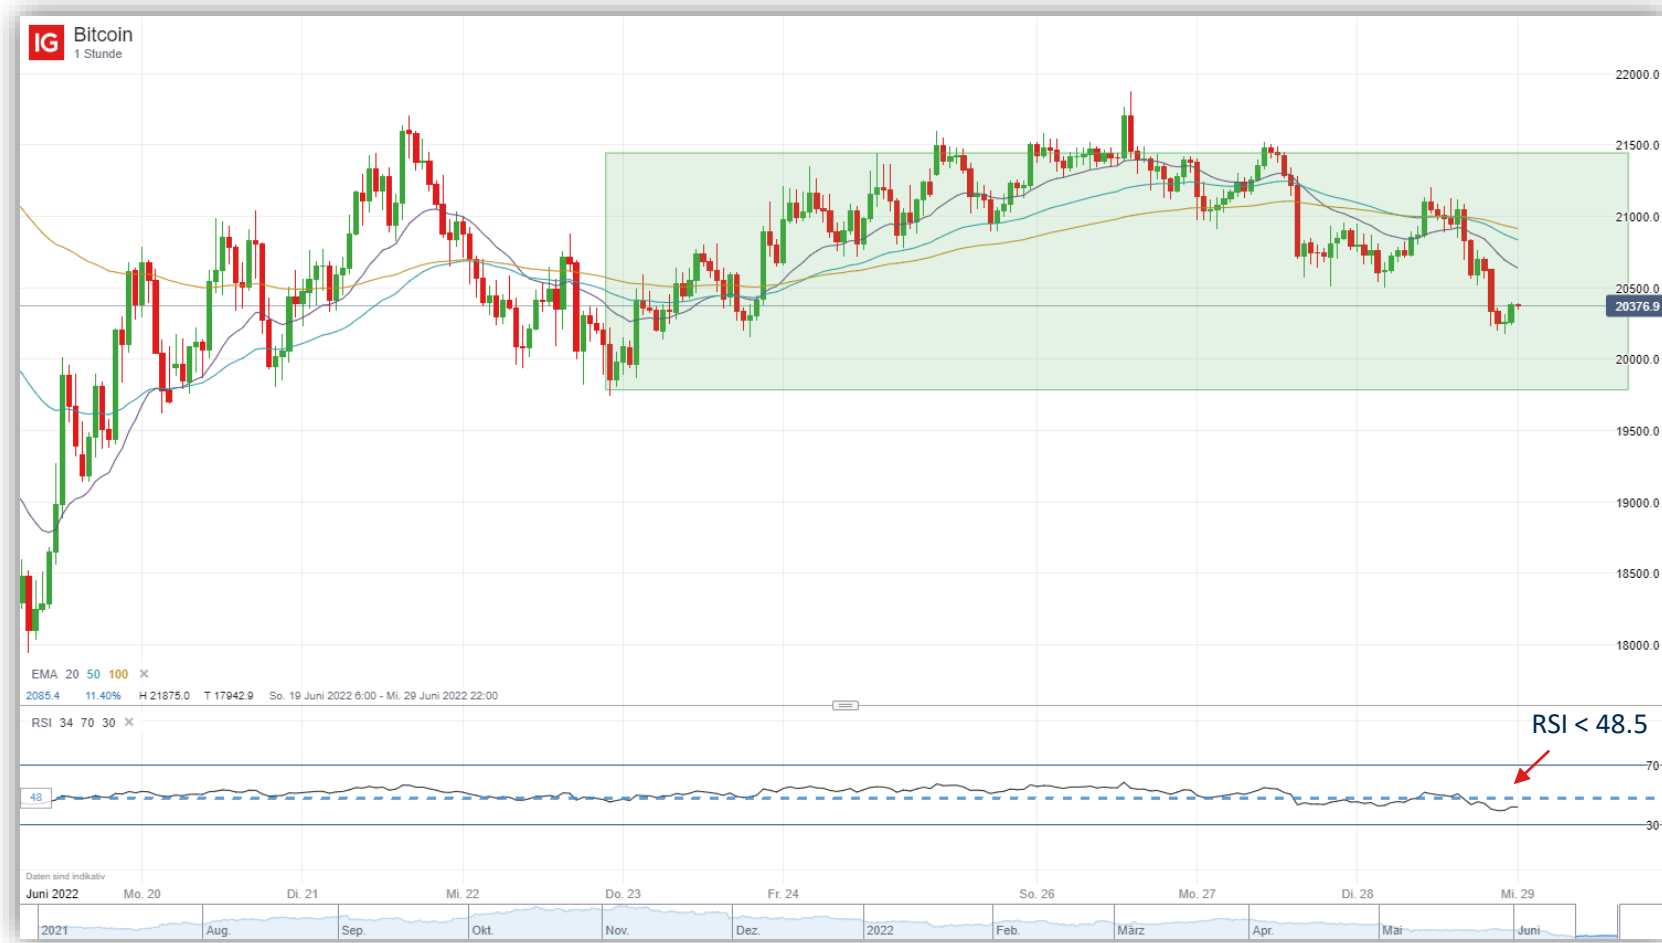 IG
Bitcoin
1 Stunde
22000.0
21500.0
21000.0
20500.0
20376.9
20000.0
19500.0
19000.0
18500.0
18000.0
EMA 20 50 100 ×
2085.4 11.40% H 21875.0 T 17942.9 So. 19 Juni 2022 6:00 - Mi. 29 Juni 2022 22:00
RSI 34 70 30 ×
RSI < 48.5
70
48
30
Daten sind indikativ
Juni 2022 Mo. 20 Di. 21 Mi. 22 Do. 23 Fr. 24 So. 26 Mo. 27 Di. 28 Mi. 29
2021 Aug. Sep. Okt. Nov. Dez. 2022 Feb. März Apr. Mai Juni